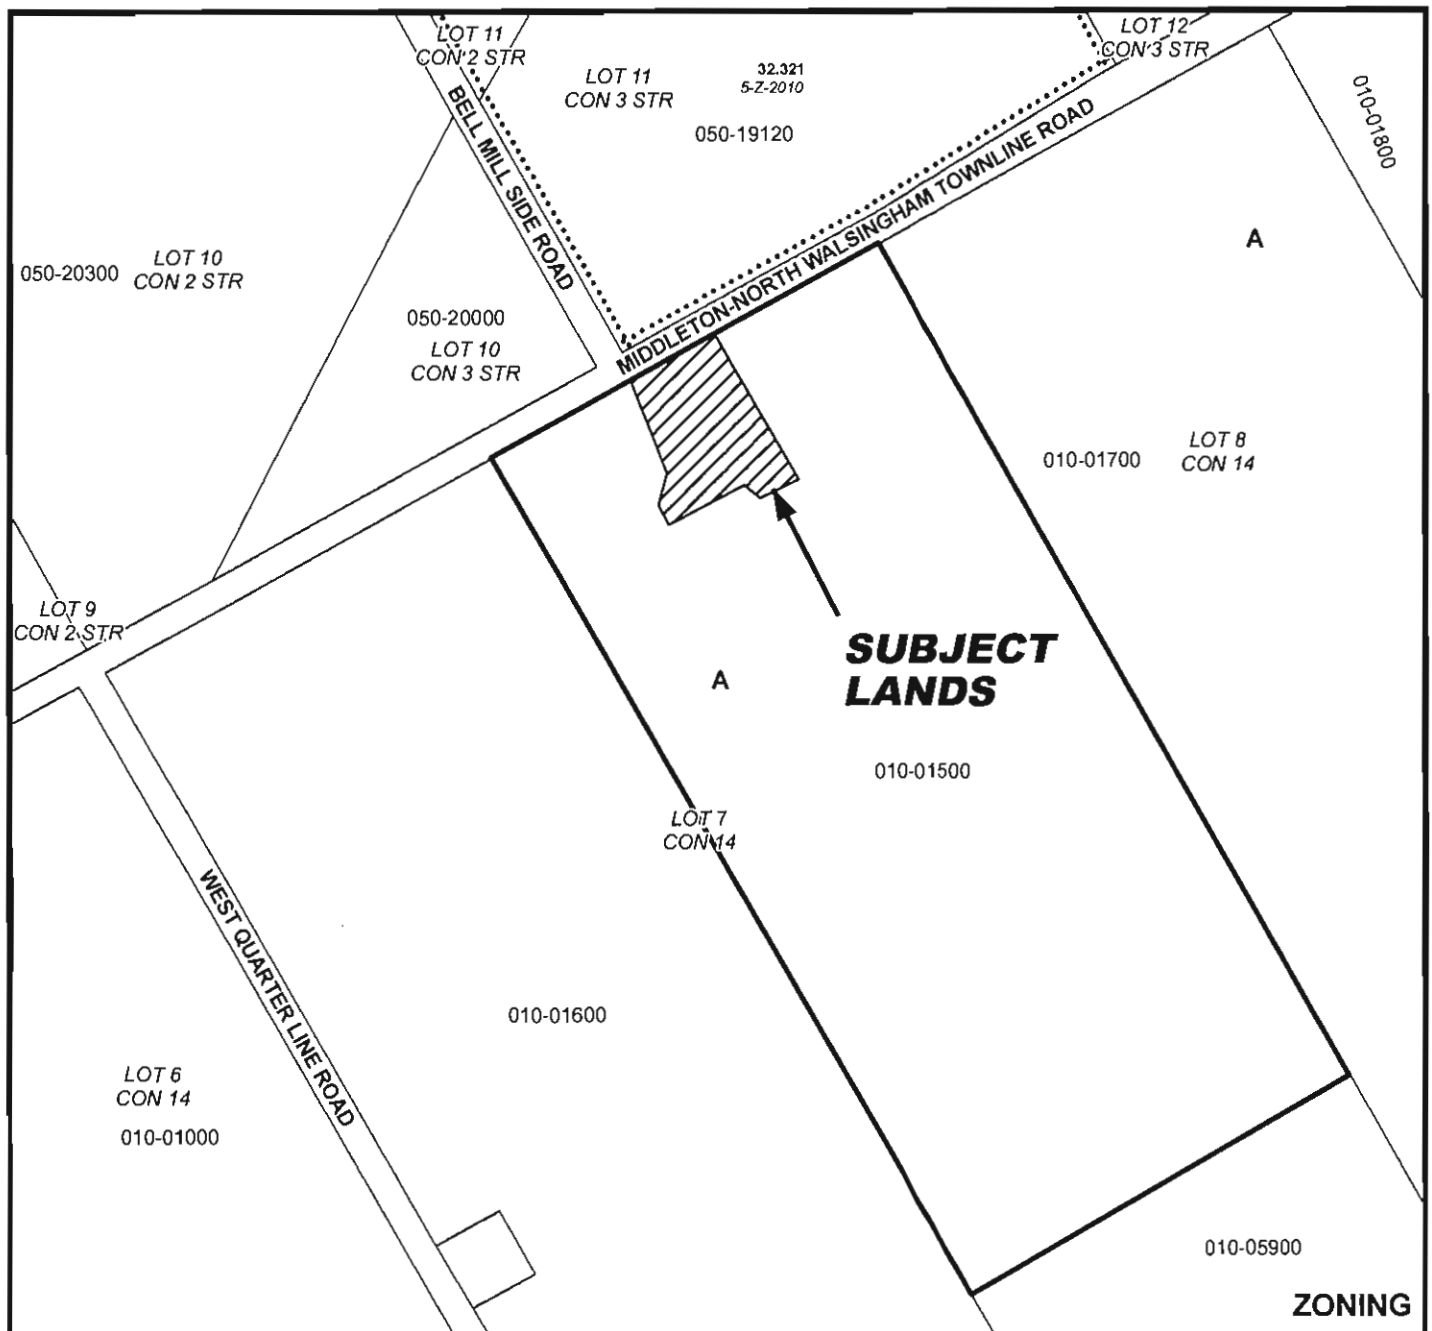 LOT 11
CON 2 STR
LOT 11
CON 3 STR
32.321
5-Z-2010
050-19120
LOT 12
CON 3 STR
010-01800
BELL MILL SIDE ROAD
MIDDLETON-NORTH WALSINGHAM TOWNLINE ROAD
A
050-20300
LOT 10
CON 2 STR
050-20000
LOT 10
CON 3 STR
010-01700
LOT 8
CON 14
LOT 9
CON 2 STR
SUBJECT
LANDS
A
010-01500
LOT 7
CON 14
WEST QUARTER LINE ROAD
010-01600
LOT 6
CON 14
010-01000
010-05900
ZONING